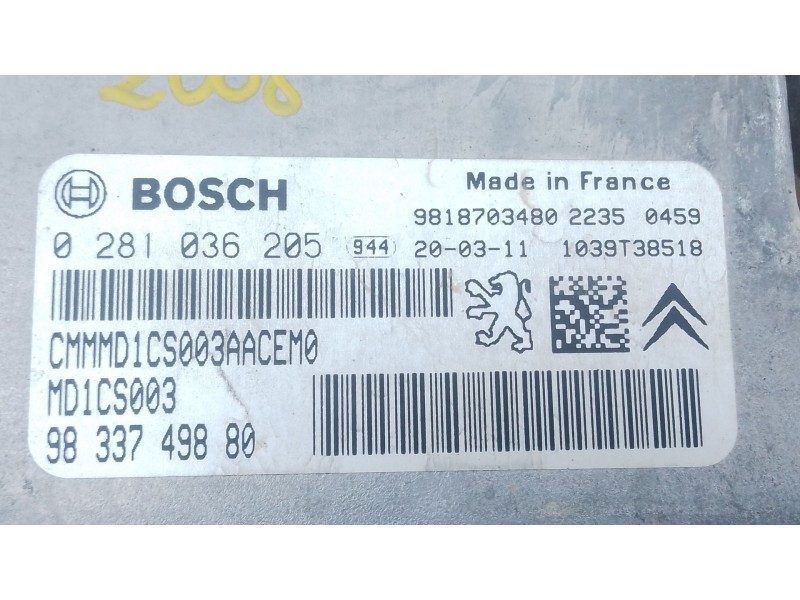 2008
BOSCH
Made in France
9818703480 2235 0459
0 281 036 205 944 20-03-11 1039T38518
CMMMD1CS003AACEM0
MD1CS003
98 337 498 80